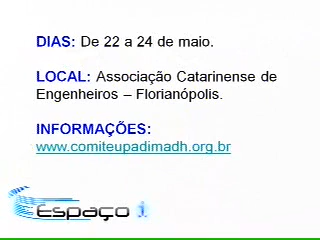 DIAS: De 22 a 24 de maio.
LOCAL: Associação Catarinense de
Engenheiros – Florianópolis.
INFORMAÇÕES:
www.comiteupadimadh.org.br
Espaço i